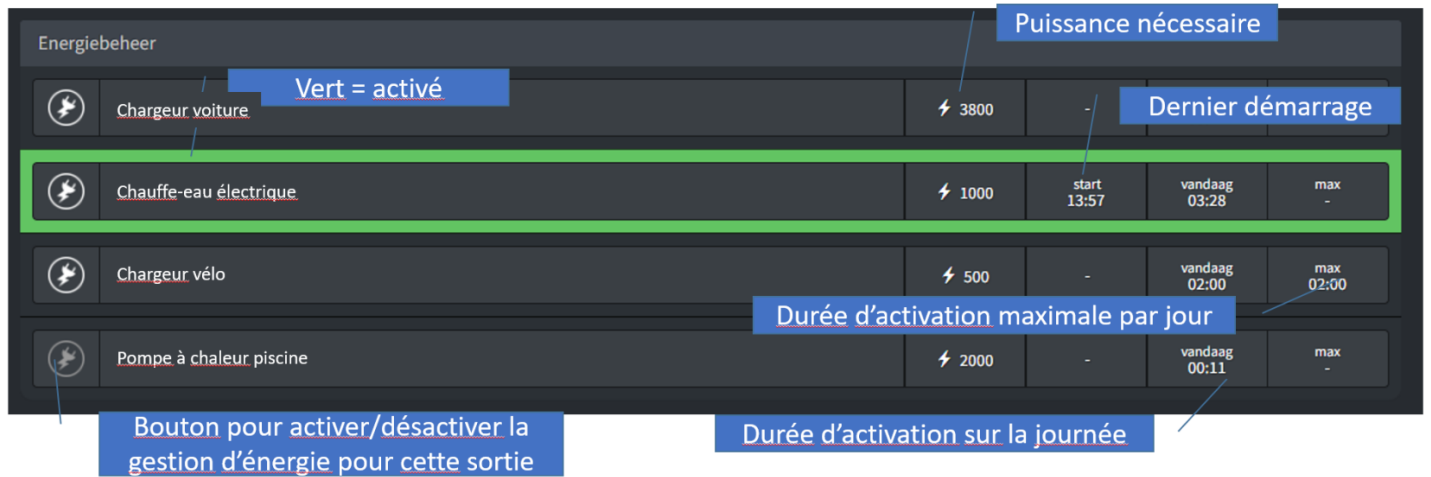 Puissance nécessaire
Energiebeheer
Vert = activé
Chargeur voiture
3800
-
Dernier démarrage
Chauffe-eau électrique
1000
start
13:57
vandaag
03:28
max
-
Chargeur vélo
500
-
vandaag
02:00
max
02:00
Durée d’activation maximale par jour
Pompe à chaleur piscine
2000
-
vandaag
00:11
max
-
Bouton pour activer/désactiver la
gestion d’énergie pour cette sortie
Durée d’activation sur la journée